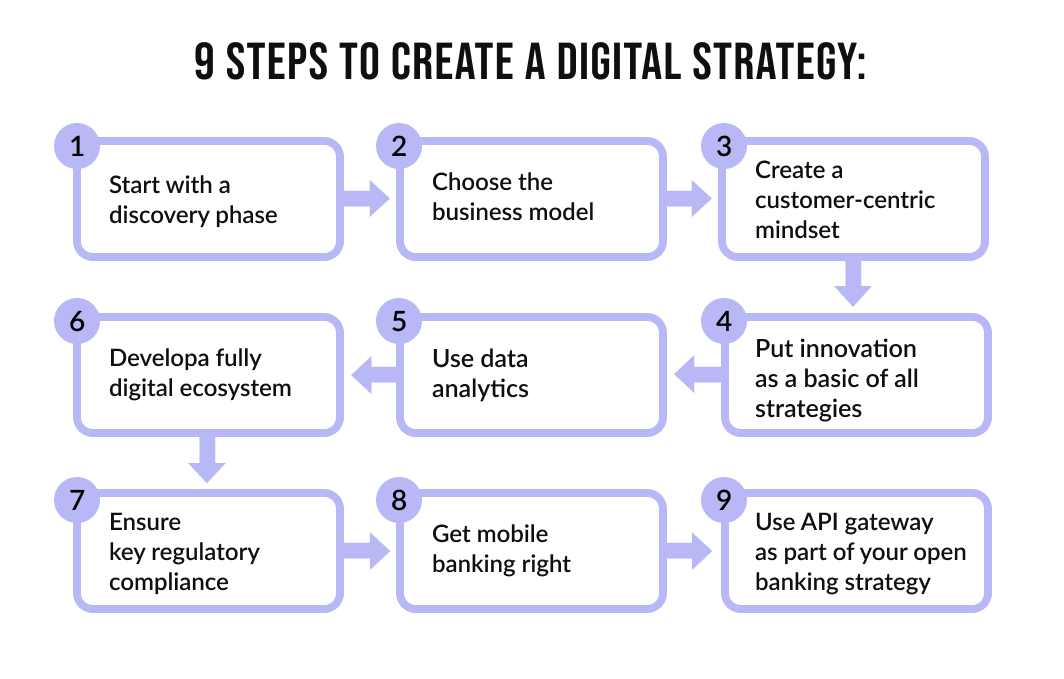 9 STEPS TO CREATE A DIGITAL STRATEGY:
1
Start with a
discovery phase
2
Choose the
business model
3
Create a
customer-centric
mindset
4
Put innovation
as a basic of all
strategies
5
Use data
analytics
6
Developa fully
digital ecosystem
7
Ensure
key regulatory
compliance
8
Get mobile
banking right
9
Use API gateway
as part of your open
banking strategy